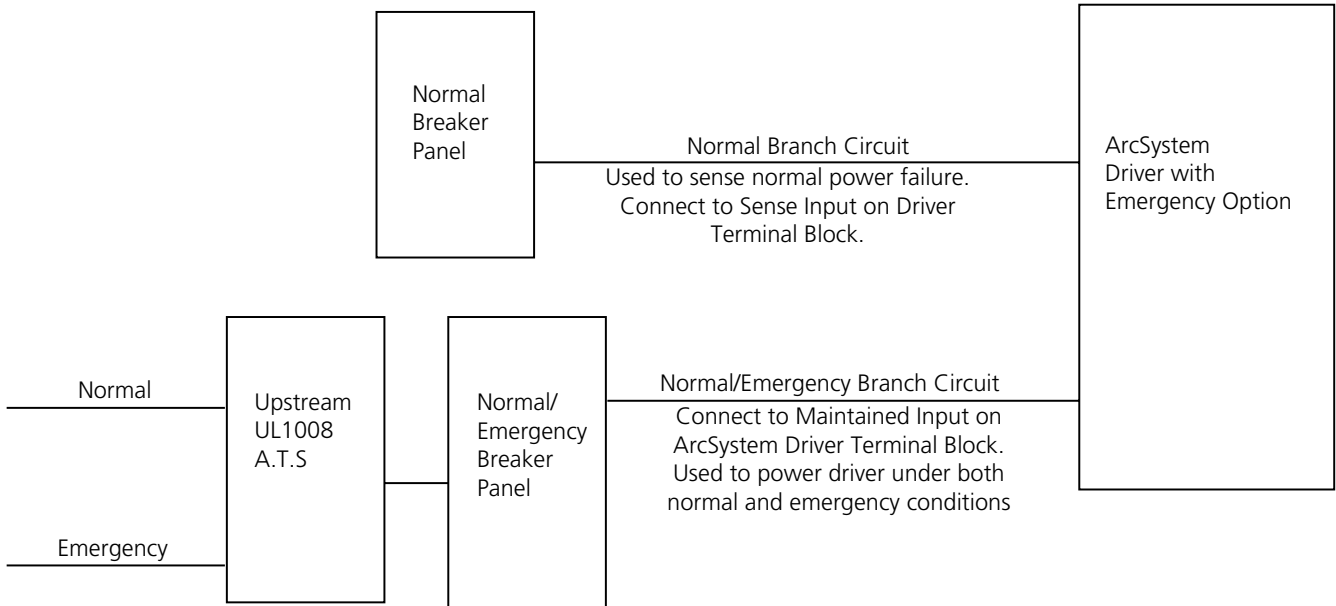 Normal
Breaker
Panel
Normal Branch Circuit
Used to sense normal power failure.
Connect to Sense Input on Driver
Terminal Block.
ArcSystem
Driver with
Emergency Option
Normal
Emergency
Upstream
UL1008
A.T.S
Normal/
Emergency
Breaker
Panel
Normal/Emergency Branch Circuit
Connect to Maintained Input on
ArcSystem Driver Terminal Block.
Used to power driver under both
normal and emergency conditions